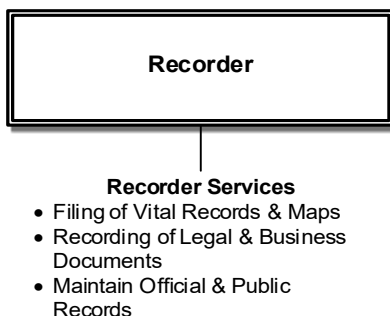 Recorder
Recorder Services
• Filing of Vital Records & Maps
• Recording of Legal & Business
Documents
• Maintain Official & Public
Records